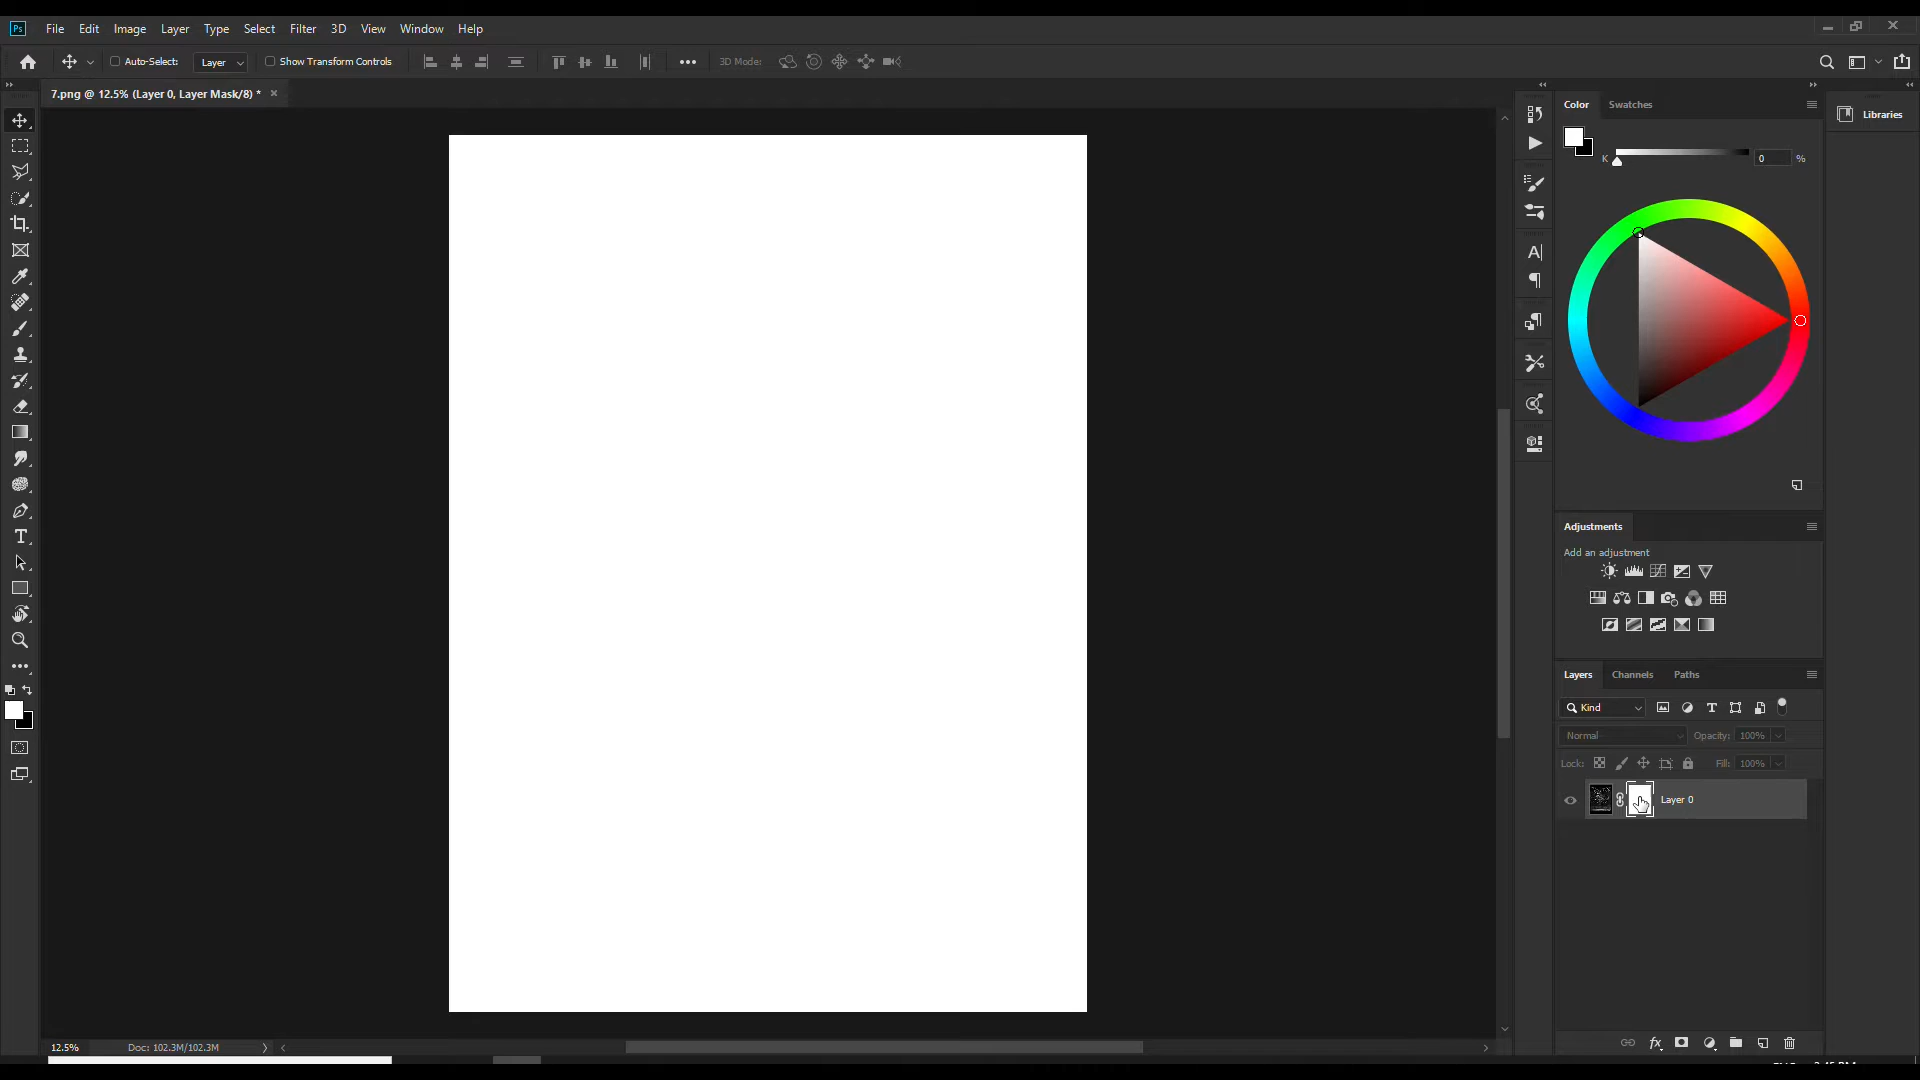 Ps File Edit Image Layer Type Select Filter 3D View Window Help
Auto-Select: Layer Show Transform Controls 3D Mode:
7.png @ 12.5% (Layer 0, Layer Mask/8) * ×
Color Swatches
Libraries
K 0 %
Adjustments
Add an adjustment
Layers Channels Paths
Kind
Normal Opacity: 100%
Lock: Fill: 100%
Layer 0
12.5% Doc: 102.3M/102.3M
fx